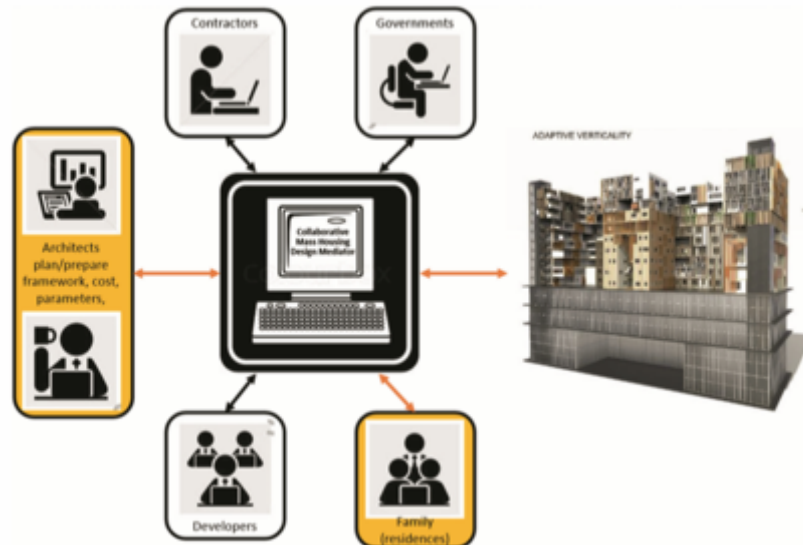 Contractors
Governments
ADAPTIVE VERTICALITY
Architects
plan/prepare
framework, cost,
parameters,
Collaborative
Mass Housing
Design Mediator
Developers
Family
(residences)